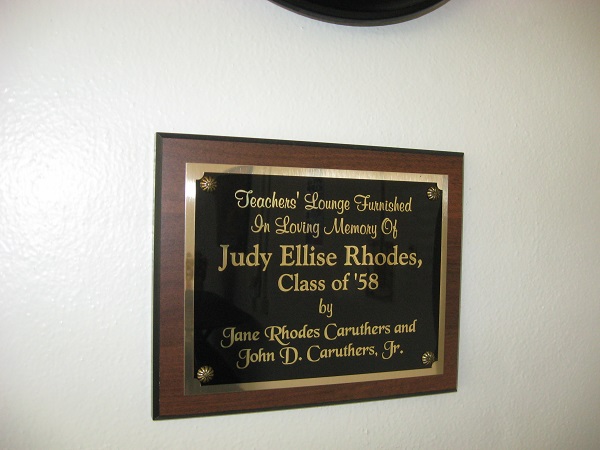 Teachers' Lounge Furnished
In Loving Memory Of
Judy Ellise Rhodes,
Class of '58
by
Jane Rhodes Caruthers and
John D. Caruthers, Jr.